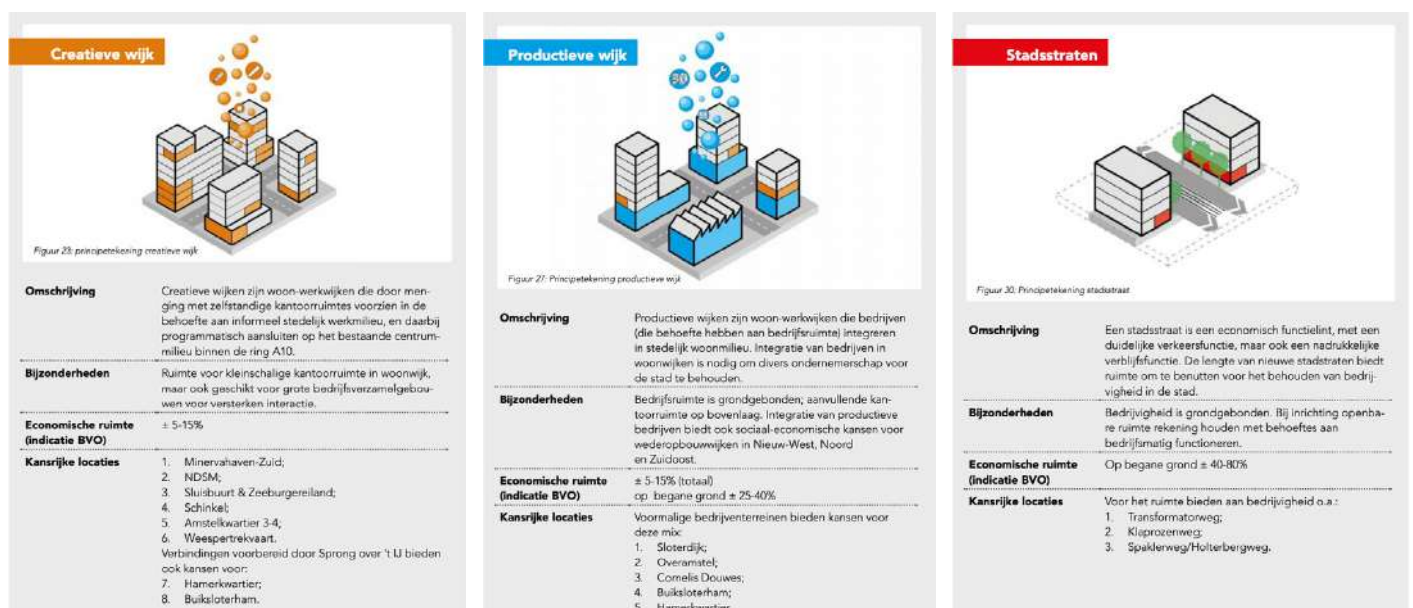 Creatieve wijk
Figuur 23: principetekening creatieve wijk
Omschrijving
Creatieve wijken zijn woon-werkwijken die door men-
ging met zelfstandige kantoorruimtes voorzien in de
behoefte aan informeel stedelijk werkmilieu, en daarbij
programmatisch aansluiten op het bestaande centrum-
milieu binnen de ring A10.
Bijzonderheden
Ruimte voor kleinschalige kantoorruimte in woonwijk,
maar ook geschikt voor grote bedrijfsverzamelgebou-
wen voor versterken interactie.
Economische ruimte
(indicatie BVO)
± 5-15%
Kansrijke locaties
1. Minervahaven-Zuid;
2. NDSM;
3. Sluisbuurt & Zeeburgereiland;
4. Schinkel;
5. Amstelkwartier 3-4;
6. Weespertrekvaart.
Verbindingen voorbereid door Sprong over 't IJ bieden
ook kansen voor:
7. Hamerkwartier;
8. Buiksloterham.
Productieve wijk
3D
Figuur 27: Principetekening productieve wijk
Omschrijving
Productieve wijken zijn woon-werkwijken die bedrijven
(die behoefte hebben aan bedrijfsruimte) integreren
in stedelijk woonmilieu. Integratie van bedrijven in
woonwijken is nodig om divers ondernemerschap voor
de stad te behouden.
Bijzonderheden
Bedrijfsruimte is grondgebonden; aanvullende kan-
toorruimte op bovenlaag. Integratie van productieve
bedrijven biedt ook sociaal-economische kansen voor
wederopbouwwijken in Nieuw-West, Noord
en Zuidoost.
Economische ruimte
(indicatie BVO)
± 5-15% (totaal)
op begane grond ± 25-40%
Kansrijke locaties
Voormalige bedrijventerreinen bieden kansen voor
deze mix:
1. Sloterdijk;
2. Overamstel;
3. Cornelis Douwes;
4. Buiksloterham;
5. Hamerkwartier
Stadsstraten
Figuur 30: Principetekening stadsstraat
Omschrijving
Een stadsstraat is een economisch functielint, met een
duidelijke verkeersfunctie, maar ook een nadrukkelijke
verblijfsfunctie. De lengte van nieuwe stadsstraten biedt
ruimte om te benutten voor het behouden van bedrij-
vigheid in de stad.
Bijzonderheden
Bedrijvigheid is grondgebonden. Bij inrichting openba-
re ruimte rekening houden met behoeftes aan
bedrijfsmatig functioneren.
Economische ruimte
(indicatie BVO)
Op begane grond ± 40-80%
Kansrijke locaties
Voor het ruimte bieden aan bedrijvigheid o.a.:
1. Transformatorweg;
2. Klaprozenweg;
3. Spaklerweg/Holterbergweg.